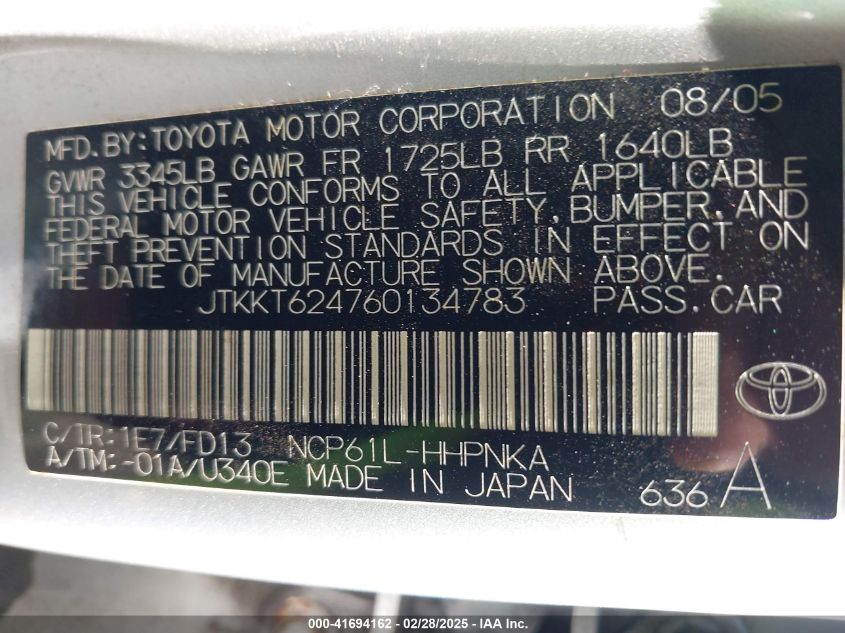 MFD.BY:TOYOTA MOTOR CORPORATION 08/05
GVWR 3345LB GAWR FR 1725LB RR 1640LB
THIS VEHICLE CONFORMS TO ALL APPLICABLE
FEDERAL MOTOR VEHICLE SAFETY,BUMPER,AND
THEFT PREVENTION STANDARDS IN EFFECT ON
THE DATE OF MANUFACTURE SHOWN ABOVE.
JTKKT624760134783 PASS.CAR
C/TR:1E7/FD13 NCP61L-HHPNKA
A/TM:-01A/U340E MADE IN JAPAN
636 A
000-41694162 - 02/28/2025 - IAA Inc.